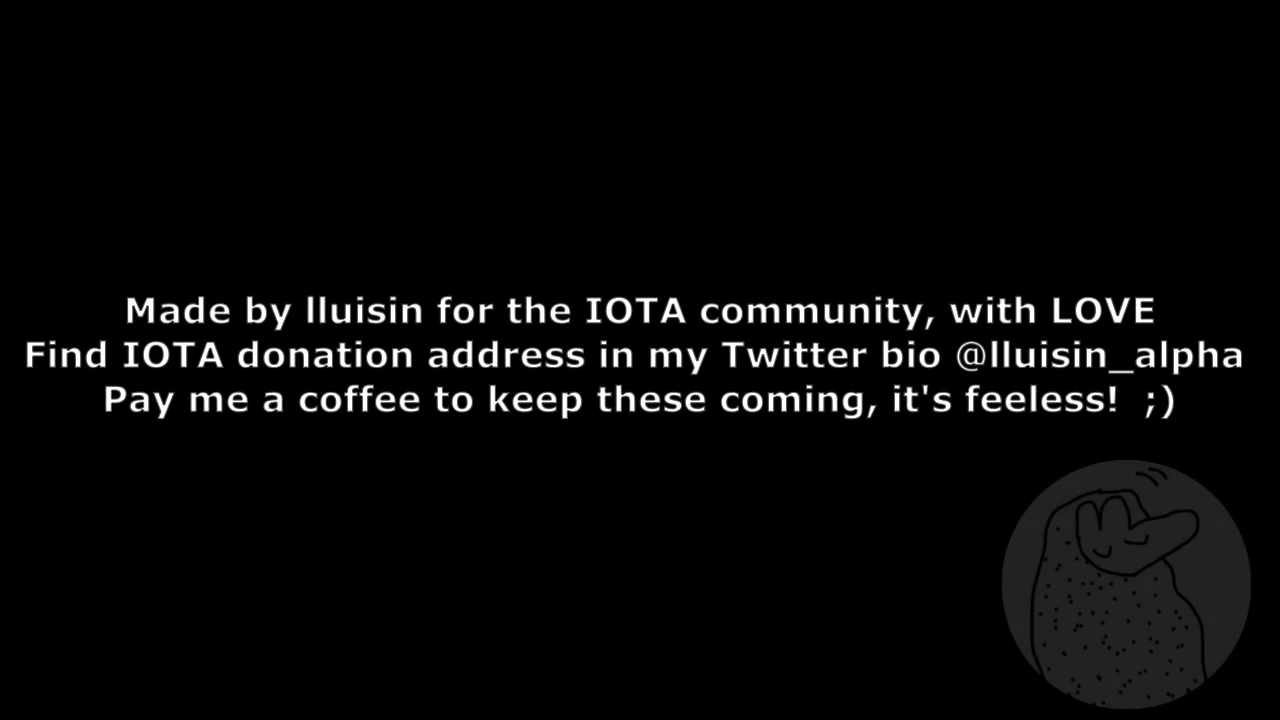 Made by lluisin for the IOTA community, with LOVE
Find IOTA donation address in my Twitter bio @lluisin_alpha
Pay me a coffee to keep these coming, it's feeless!  ;)